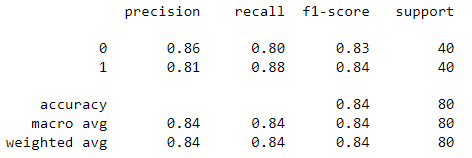 precision recall f1-score support
0 0.86 0.80 0.83 40
1 0.81 0.88 0.84 40
accuracy 0.84 80
macro avg 0.84 0.84 0.84 80
weighted avg 0.84 0.84 0.84 80